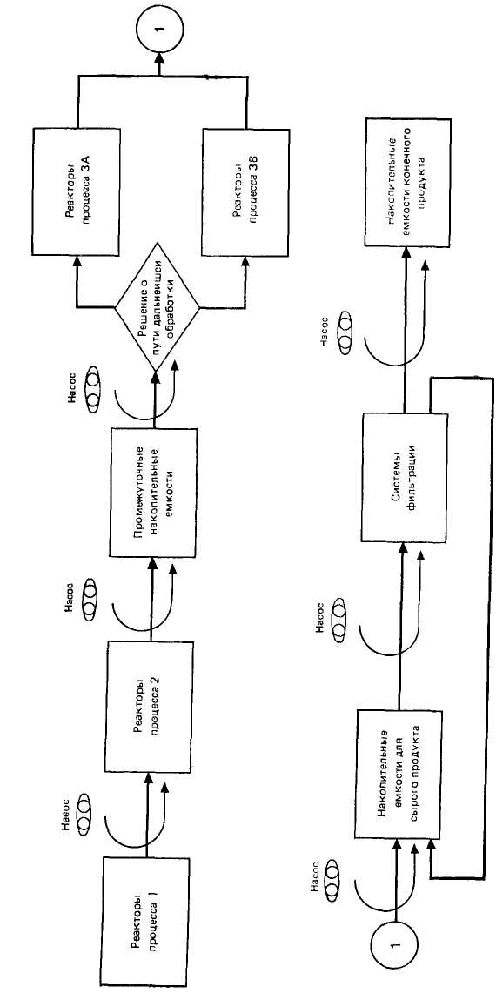 Реакторы
процесса 1
Насос
Реакторы
процесса 2
Насос
Промежуточные
накопительные
емкости
Насос
Решение о
пути дальнейшей
обработки
Реакторы
процесса 3А
Реакторы
процесса 3В
1
1
Насос
Накопительные
емкости для
сырого продукта
Насос
Системы
фильтрации
Насос
Накопительные
емкости конечного
продукта